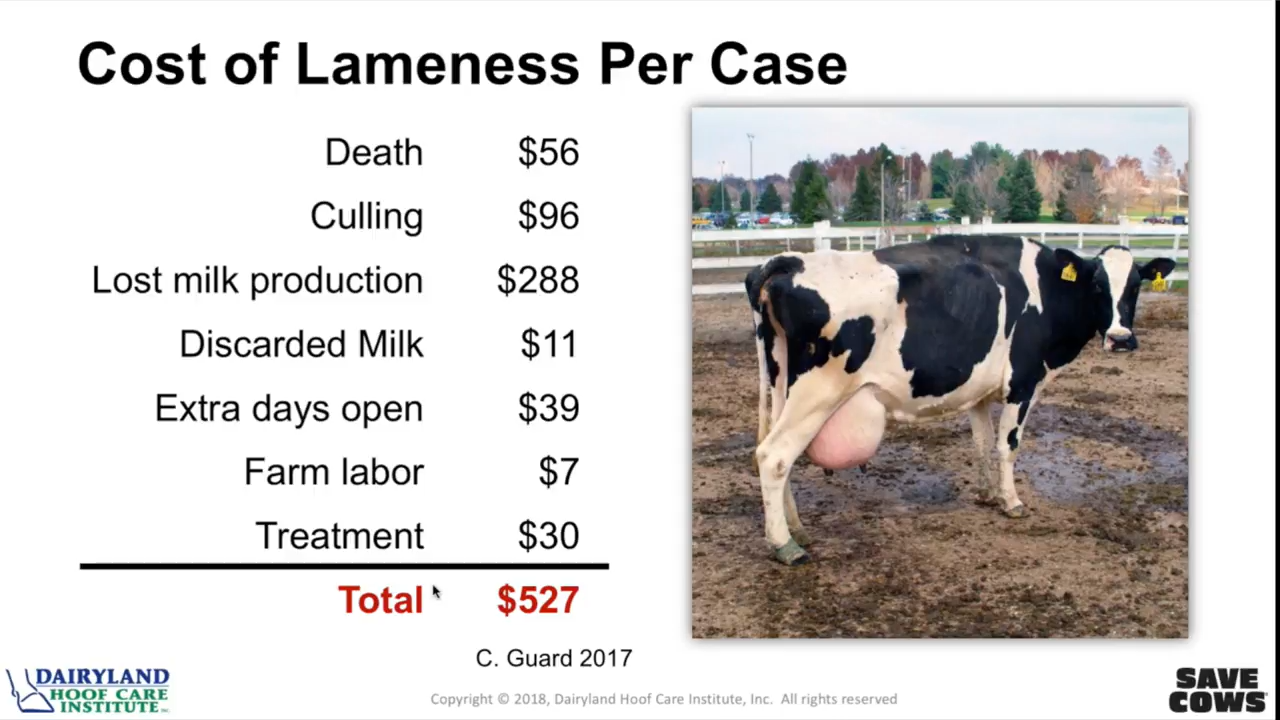 Cost of Lameness Per Case
Death $56
Culling $96
Lost milk production $288
Discarded Milk $11
Extra days open $39
Farm labor $7
Treatment $30
Total $527
C. Guard 2017
DAIRYLAND
HOOF CARE
INSTITUTE INC.
Copyright © 2018, Dairyland Hoof Care Institute, Inc. All rights reserved
SAVE
COWS